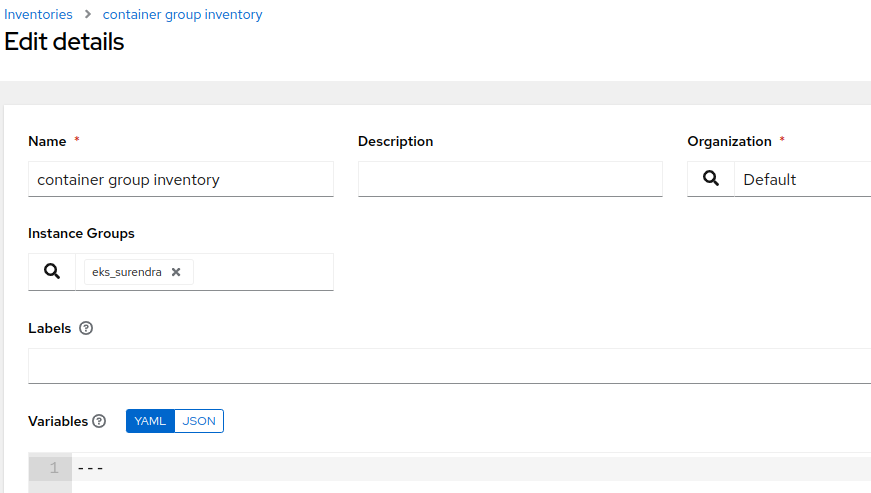 Inventories > container group inventory
Edit details
Name * Description Organization *
container group inventory Default
Instance Groups
eks_surendra
Labels
Variables YAML JSON
1 ---